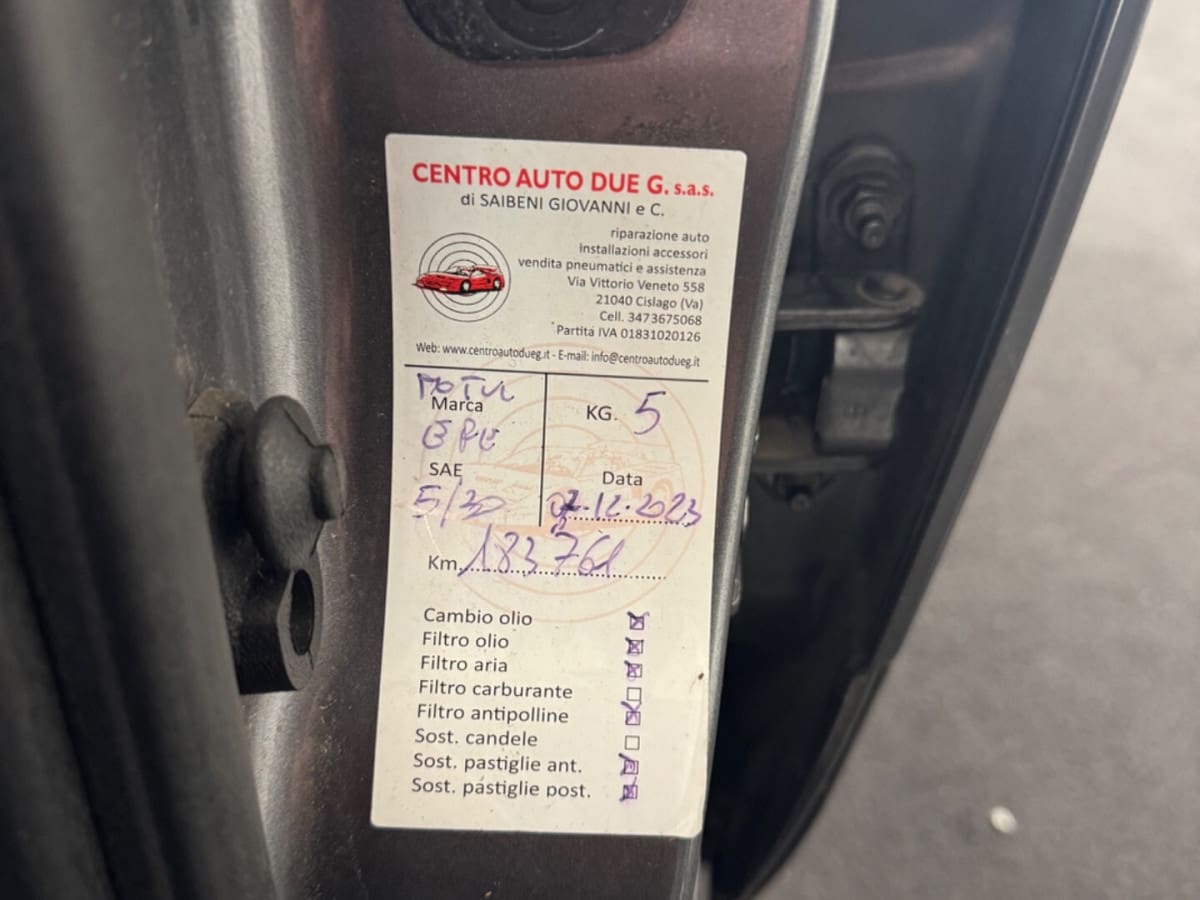 CENTRO AUTO DUE G. s.a.s.
di SAIBENI GIOVANNI e C.
riparazione auto
installazioni accessori
vendita pneumatici e assistenza
Via Vittorio Veneto 558
21040 Cislago (Va)
Cell. 3473675068
Partita IVA 01831020126
Web: www.centroautodueg.it - E-mail: info@centroautodueg.it
MOTUL
Marca
KG. 5
SAE
5/30
Data
07.12.2023
Km. 183761
Cambio olio
Filtro olio
Filtro aria
Filtro carburante
Filtro antipolline
Sost. candele
Sost. pastiglie ant.
Sost. pastiglie post.